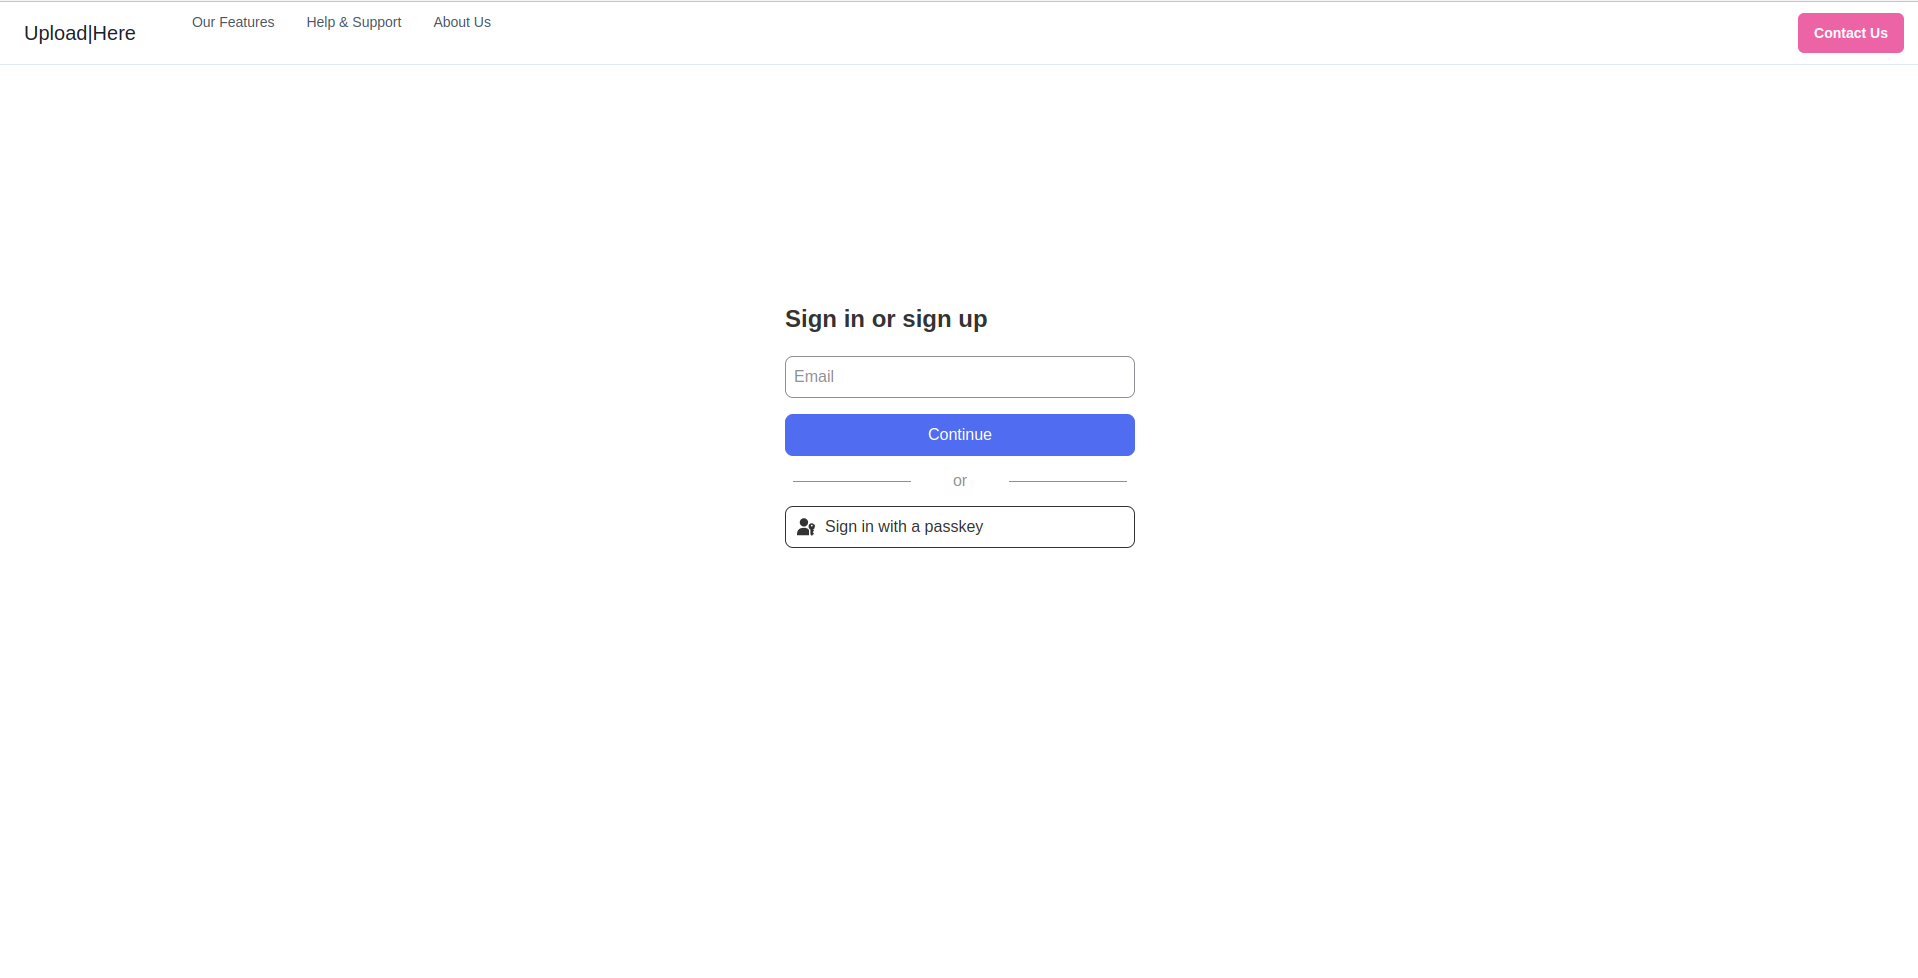 Upload|Here
Our Features
Help & Support
About Us
Contact Us
Sign in or sign up
Email
Continue
or
Sign in with a passkey